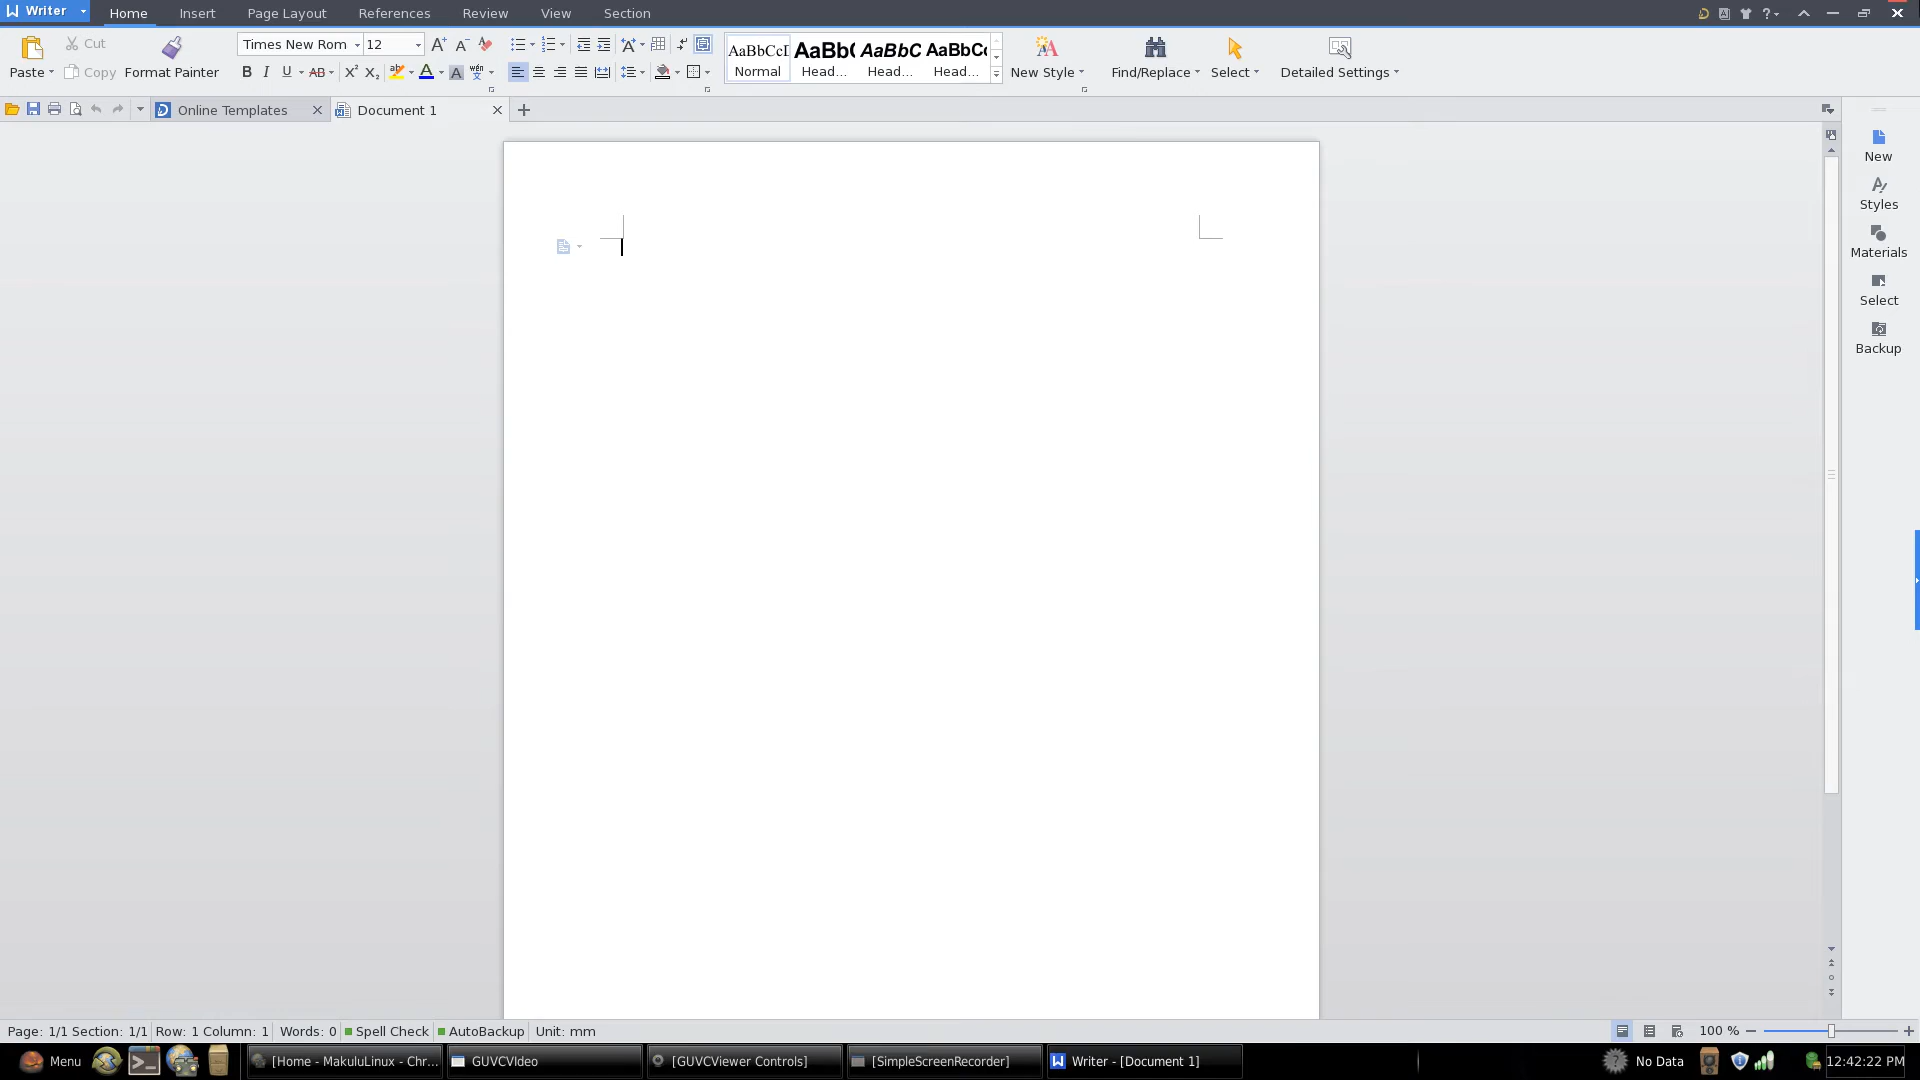 Writer Home Insert Page Layout References Review View Section
Paste Cut Copy Format Painter
Times New Rom 12
B I U AB X² X₂ A
AaBbCcI AaBb( AaBbC AaBbC
Normal Head... Head... Head...
New Style Find/Replace Select Detailed Settings
Online Templates Document 1
New
Styles
Materials
Select
Backup
Page: 1/1 Section: 1/1 Row: 1 Column: 1 Words: 0 Spell Check AutoBackup Unit: mm 100 %
Menu [Home - MakuluLinux - Chr... GUVCVIdeo [GUVCViewer Controls] [SimpleScreenRecorder] Writer - [Document 1] No Data 12:42:22 PM